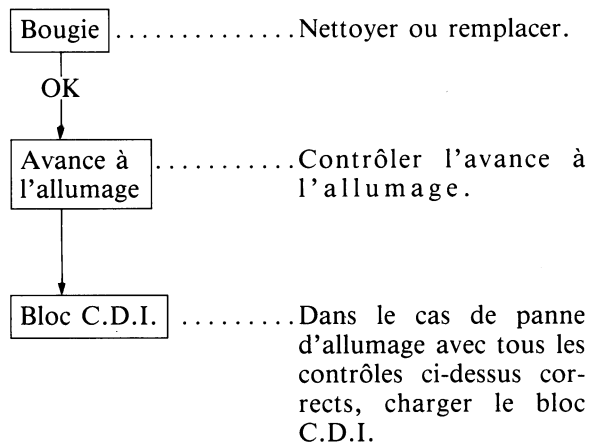 Bougie ..............Nettoyer ou remplacer.
OK
Avance à ...........Contrôler l'avance à
l'allumage l'allumage.
Bloc C.D.I. .........Dans le cas de panne
d'allumage avec tous les
contrôles ci-dessus cor-
rects, charger le bloc
C.D.I.